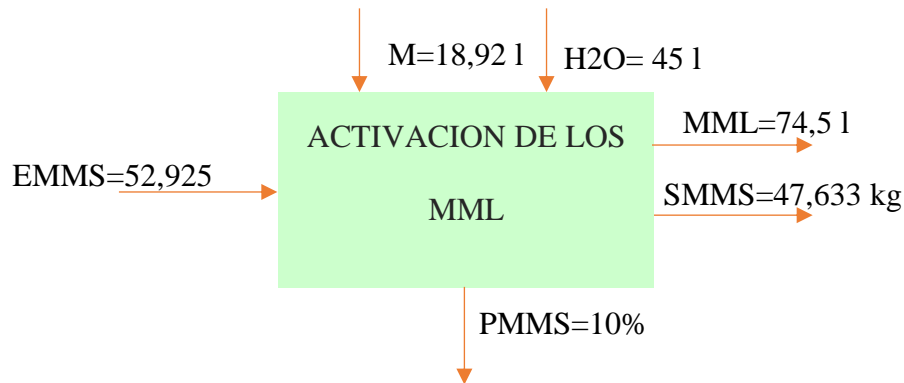 M=18,92 l
H2O= 45 l
ACTIVACION DE LOS
MML
MML=74,5 l
EMMS=52,925
SMMS=47,633 kg
PMMS=10%